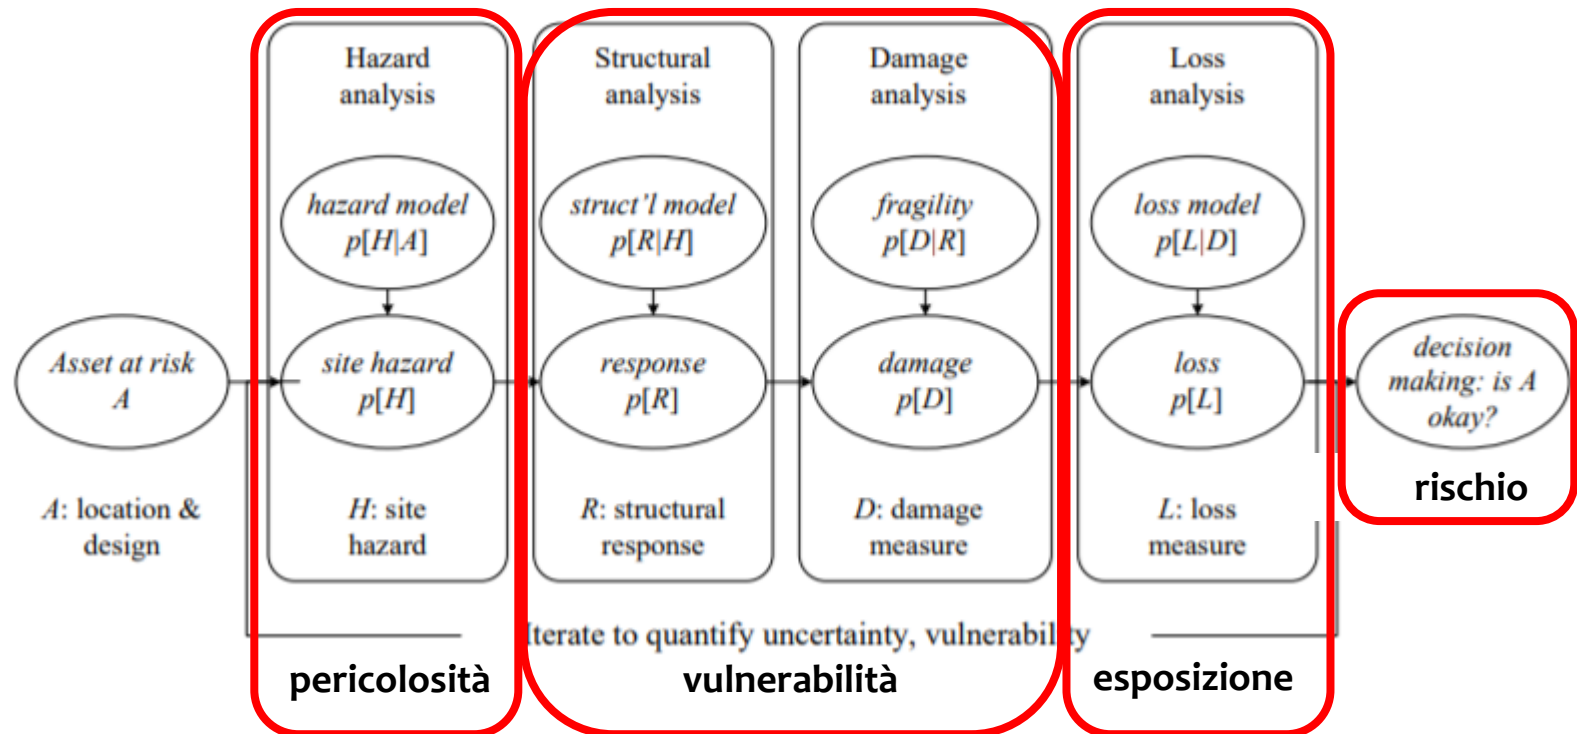 Hazard
analysis
Structural
analysis
Damage
analysis
Loss
analysis
hazard model
p[H|A]
struct'l model
p[R|H]
fragility
p[D|R]
loss model
p[L|D]
Asset at risk
A
site hazard
p[H]
response
p[R]
damage
p[D]
loss
p[L]
decision
making: is A
okay?
rischio
A: location &
design
H: site
hazard
R: structural
response
D: damage
measure
L: loss
measure
Iterate to quantify uncertainty, vulnerability
pericolosità
vulnerabilità
esposizione